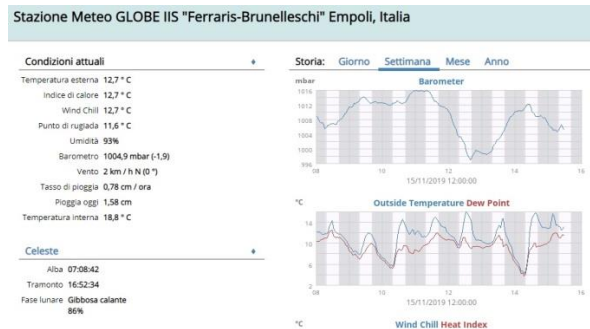 Stazione Meteo GLOBE IIS "Ferraris-Brunelleschi" Empoli, Italia
Condizioni attuali
Temperatura esterna 12,7 ° C
Indice di calore 12,7 ° C
Wind Chill 12,7 ° C
Punto di rugiada 11,6 ° C
Umidità 93%
Barometro 1004,9 mbar (-1,9)
Vento 2 km / h N (0 °)
Tasso di pioggia 0,78 cm / ora
Pioggia oggi 1,58 cm
Temperatura interna 18,8 ° C
Celeste
Alba 07:08:42
Tramonto 16:52:34
Fase lunare Gibbosa calante
86%
Storia: Giorno Settimana Mese Anno
mbar Barometer
1016
1012
1008
1004
1000
996
08 10 12 14 16
15/11/2019 12:00:00
°C Outside Temperature Dew Point
14
10
6
2
08 10 12 14 16
15/11/2019 12:00:00
°C Wind Chill Heat Index